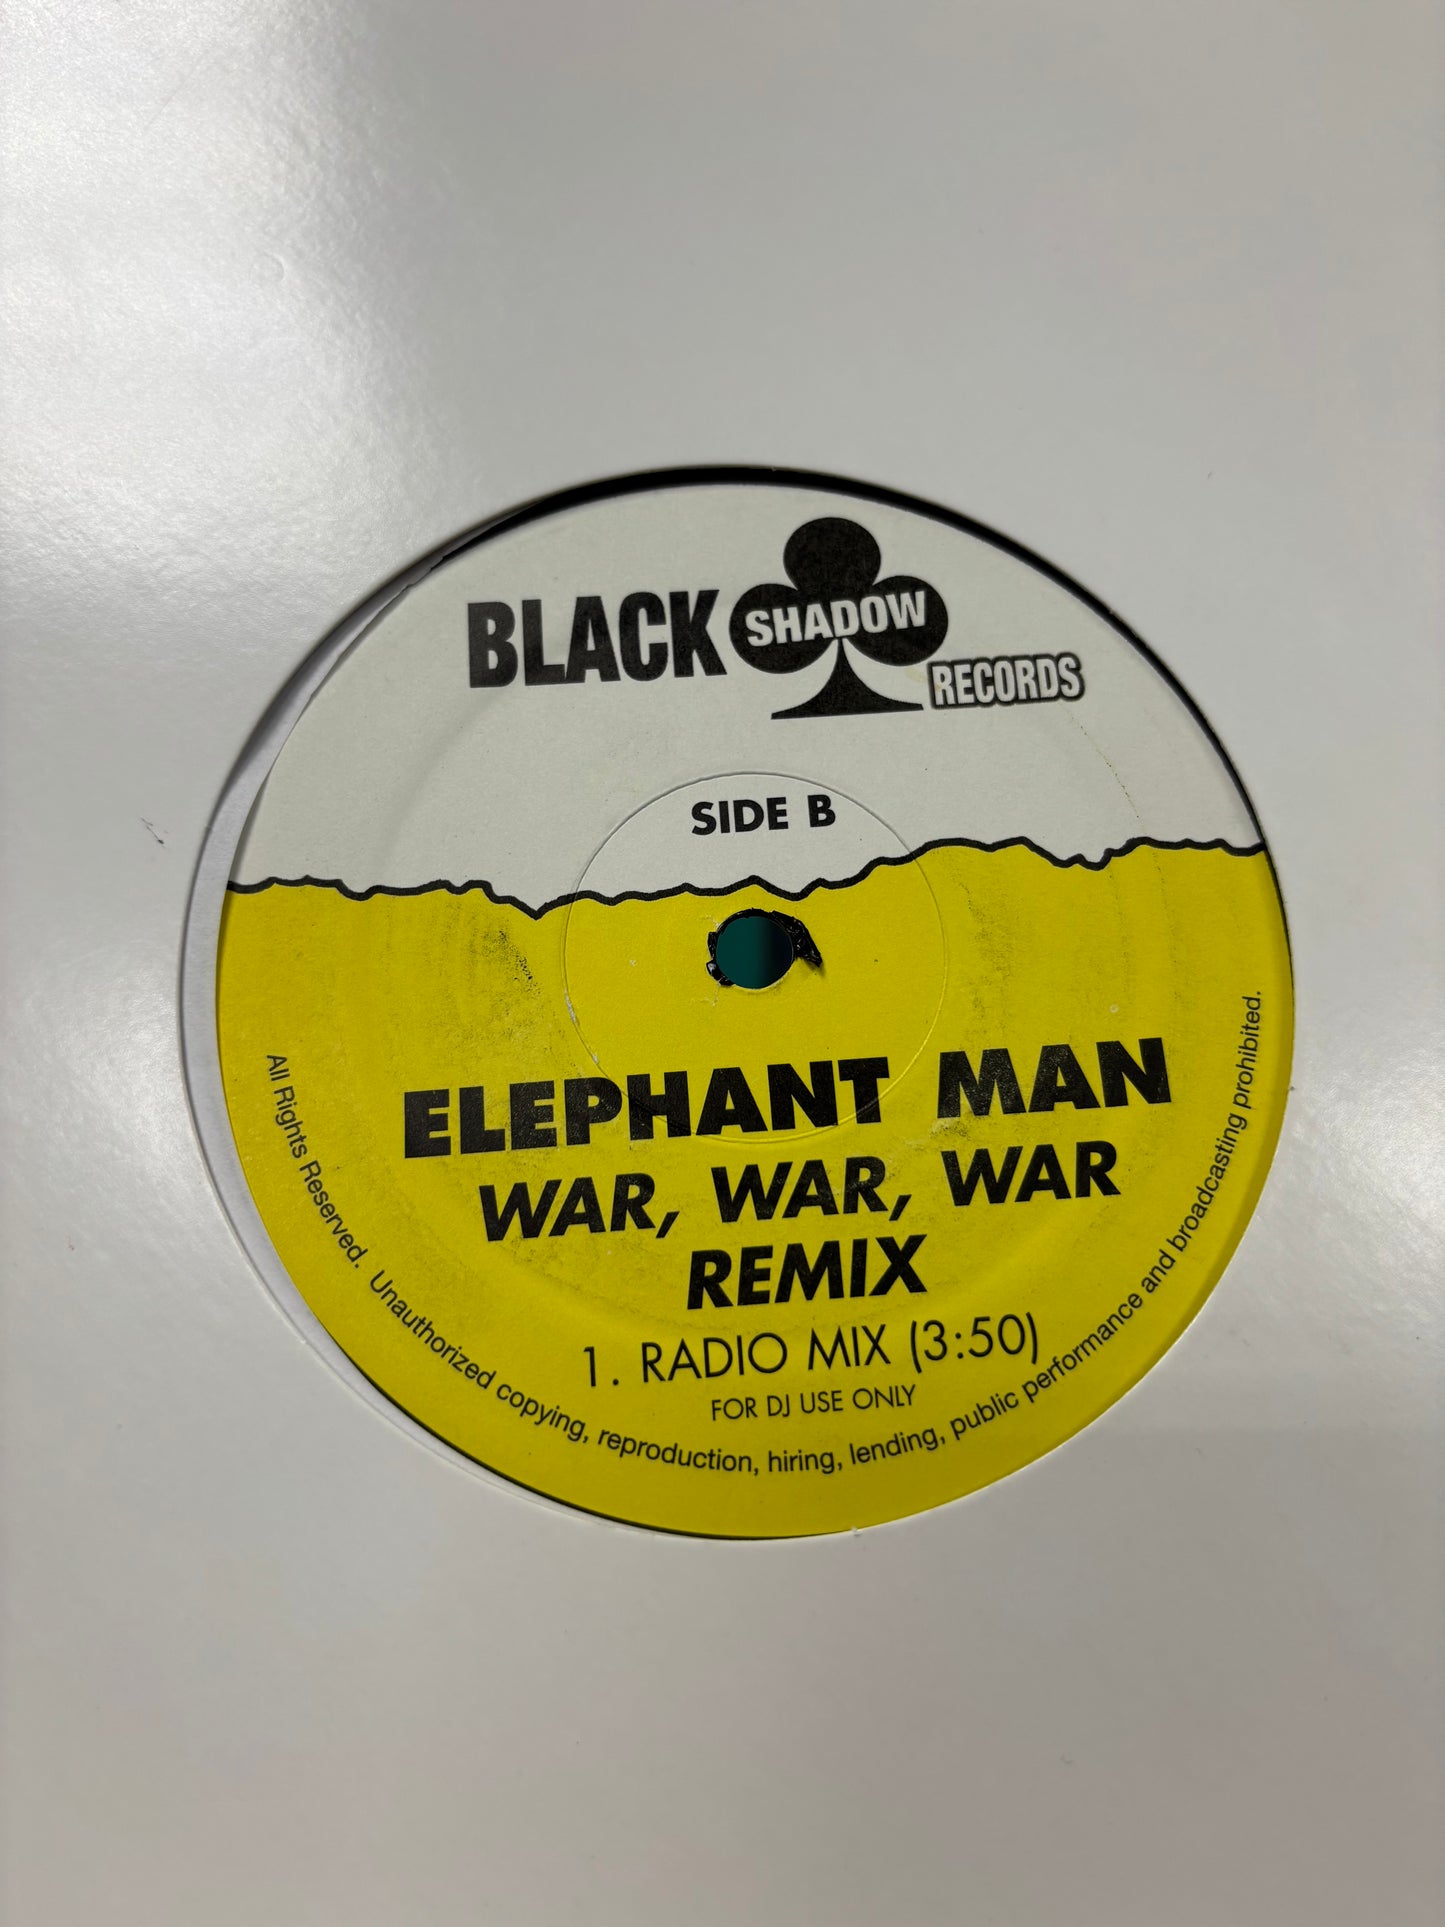 BLACK SHADOW RECORDS
SIDE B
ELEPHANT MAN
WAR, WAR, WAR
REMIX
1. RADIO MIX (3:50)
FOR DJ USE ONLY
All Rights Reserved. Unauthorized copying, reproduction, hiring, lending, public performance and broadcasting prohibited.